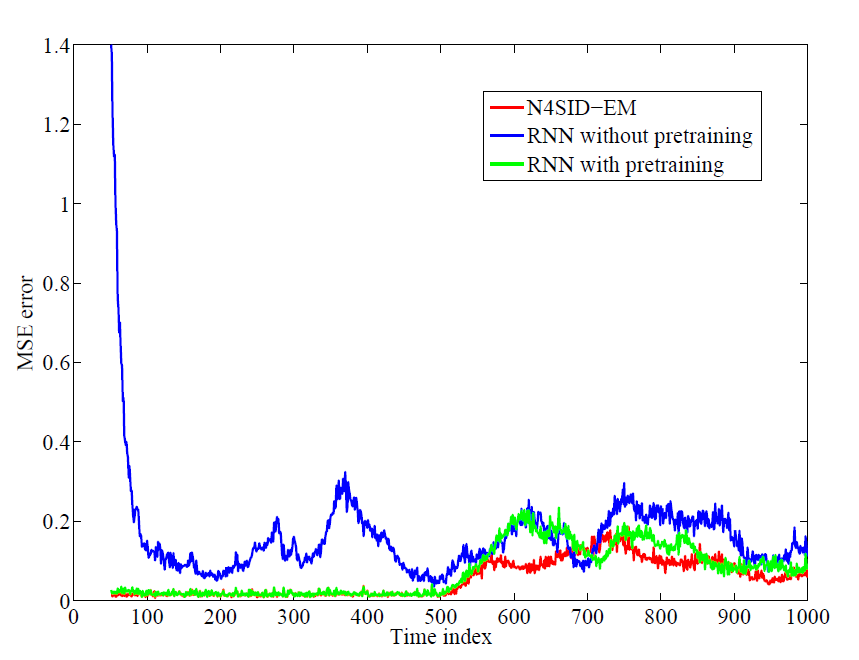 1.4
1.2
1
0.8
0.6
0.4
0.2
0
MSE error
N4SID−EM
RNN without pretraining
RNN with pretraining
0 100 200 300 400 500 600 700 800 900 1000
Time index